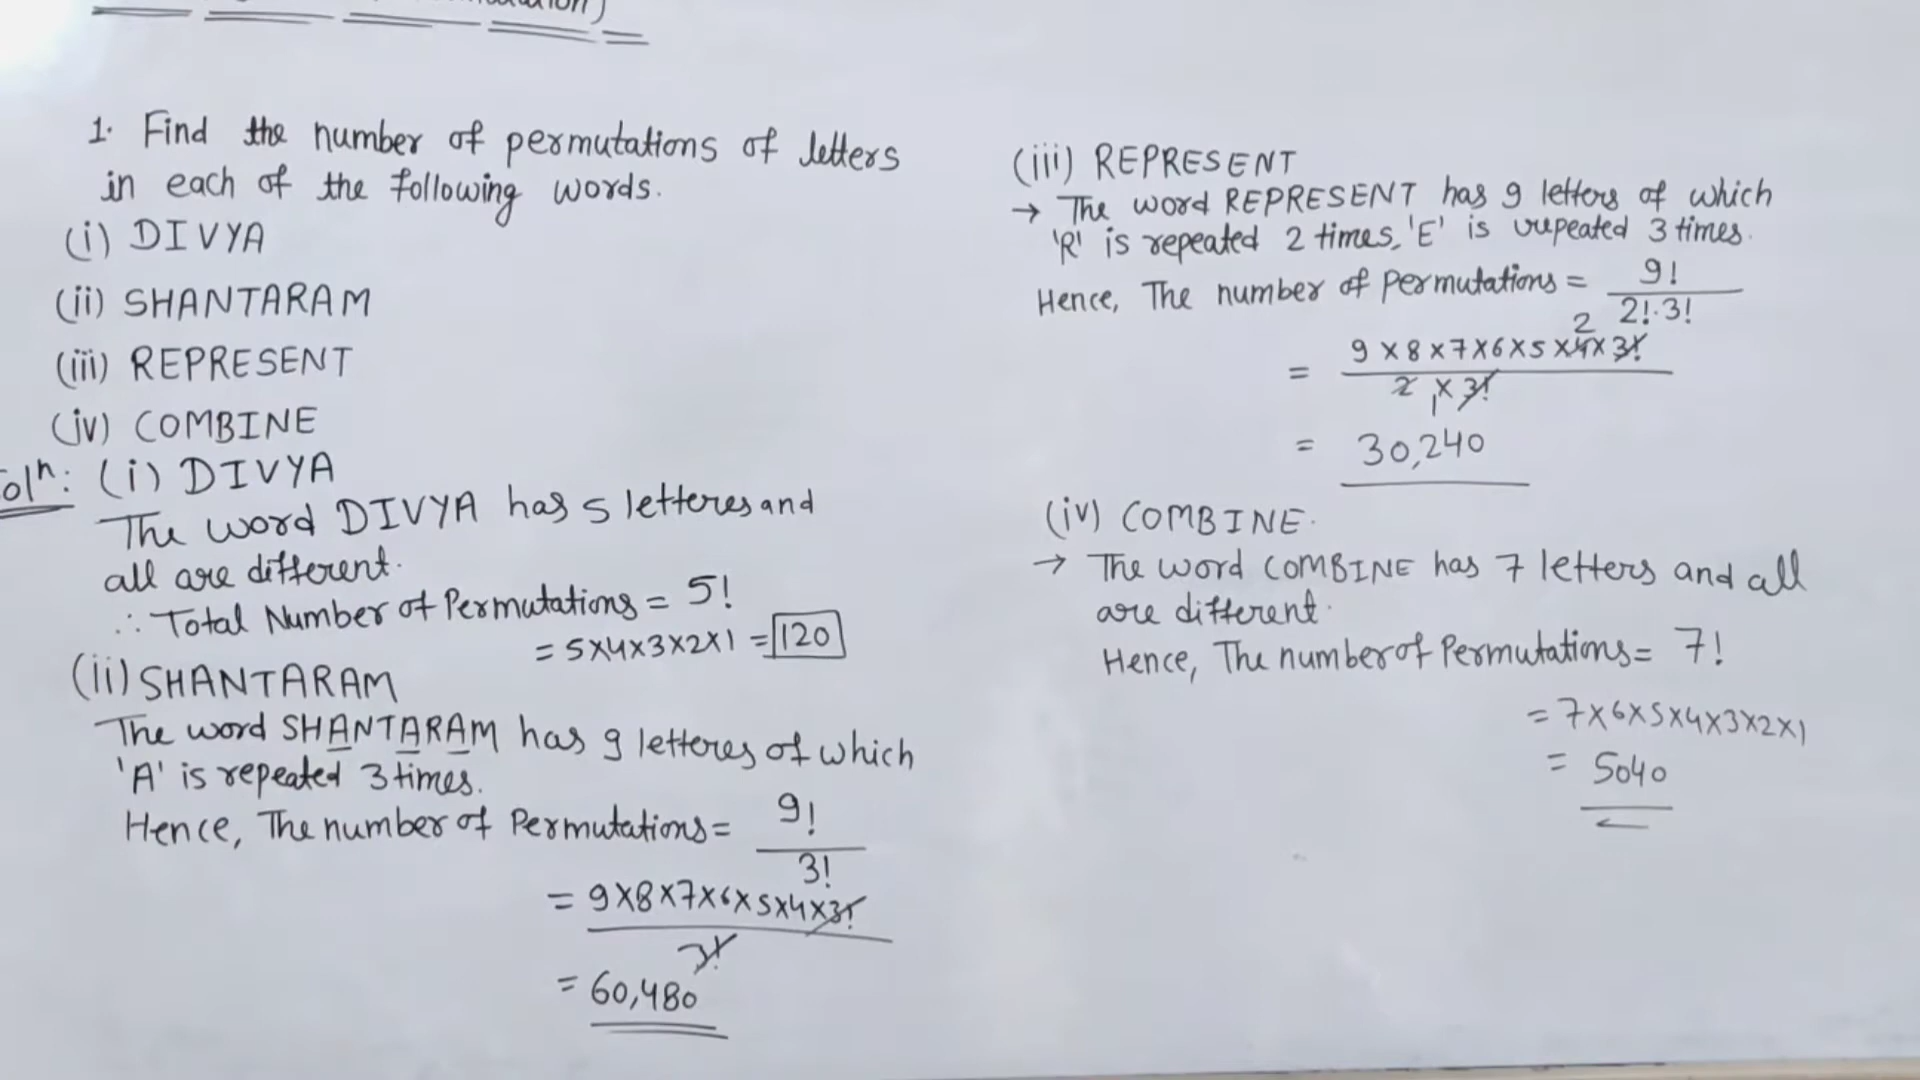 1. Find the number of permutations of letters
in each of the following words.
(i) DIVYA
(ii) SHANTARAM
(iii) REPRESENT
(iv) COMBINE
Solⁿ: (i) DIVYA
The word DIVYA has 5 letteres and
all are different.
∴ Total Number of Permutations = 5!
= 5×4×3×2×1 = 120
(ii) SHANTARAM
The word SHANTARAM has 9 letteres of which
'A' is repeated 3 times.
Hence, The number of Permutations = 9!
3!
= 9×8×7×6×5×4×3!
3!
= 60,480
(iii) REPRESENT
→ The word REPRESENT has 9 letters of which
'R' is repeated 2 times, 'E' is repeated 3 times.
Hence, The number of Permutations = 9!
2!·3!
2
= 9×8×7×6×5×4×3!
2 × 3!
1
= 30,240
(iv) COMBINE.
→ The word COMBINE has 7 letters and all
are different.
Hence, The number of Permutations = 7!
= 7×6×5×4×3×2×1
= 5040